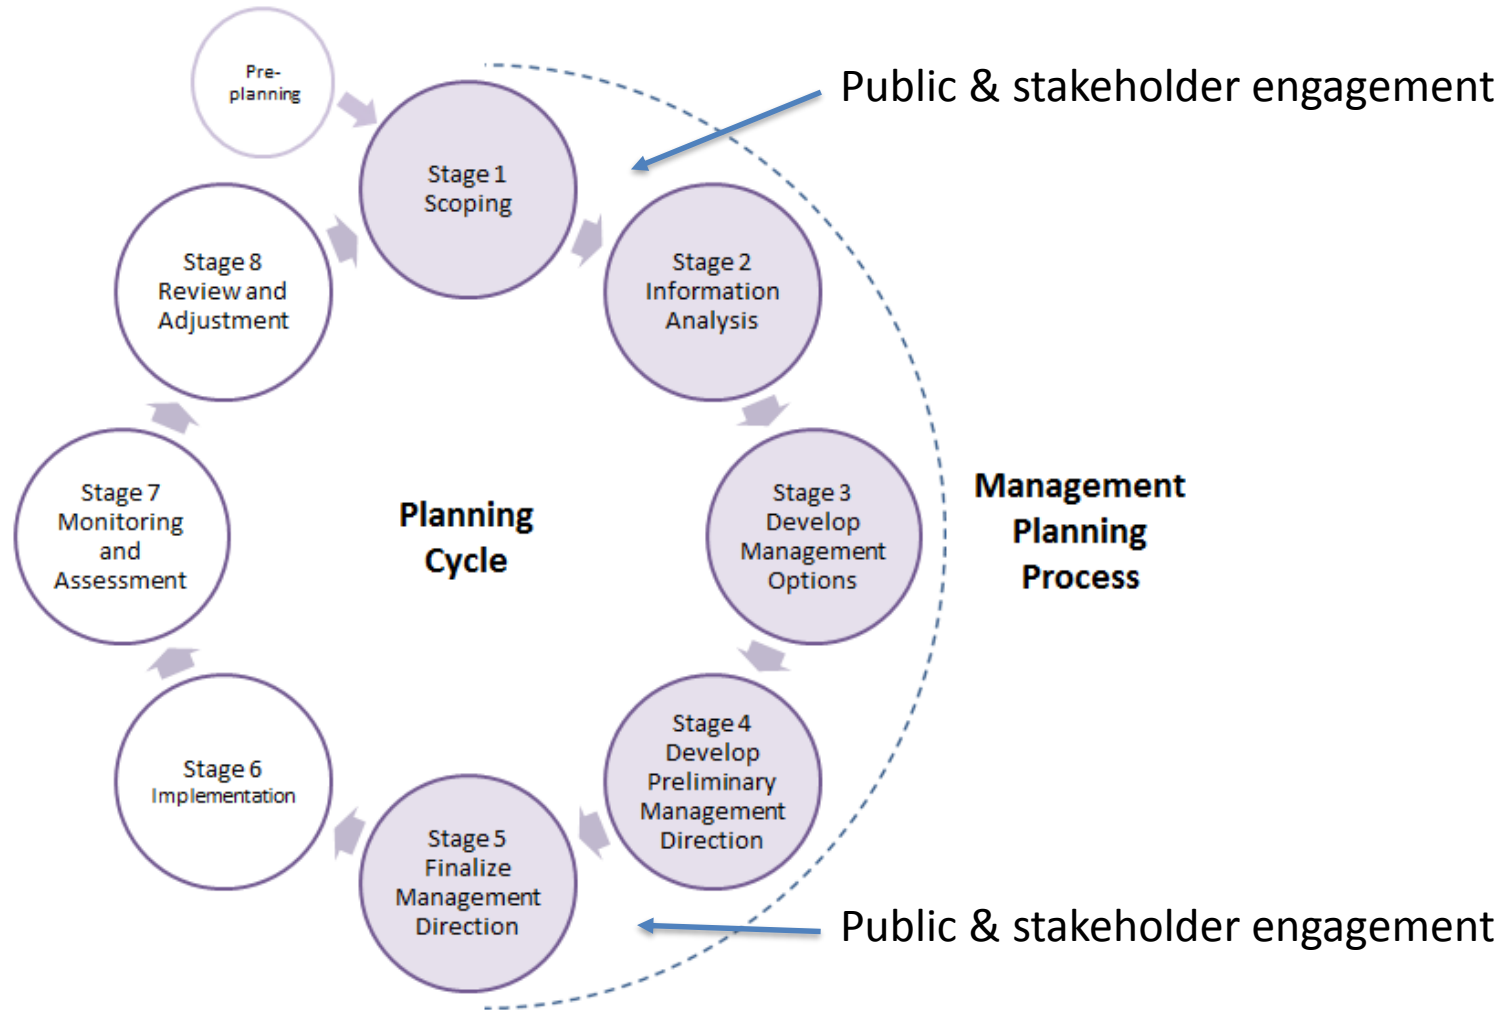 Pre-
planning
Public & stakeholder engagement
Stage 1
Scoping
Stage 2
Information
Analysis
Stage 3
Develop
Management
Options
Stage 4
Develop
Preliminary
Management
Direction
Stage 5
Finalize
Management
Direction
Stage 6
Implementation
Stage 7
Monitoring
and
Assessment
Stage 8
Review and
Adjustment
Planning
Cycle
Management
Planning
Process
Public & stakeholder engagement